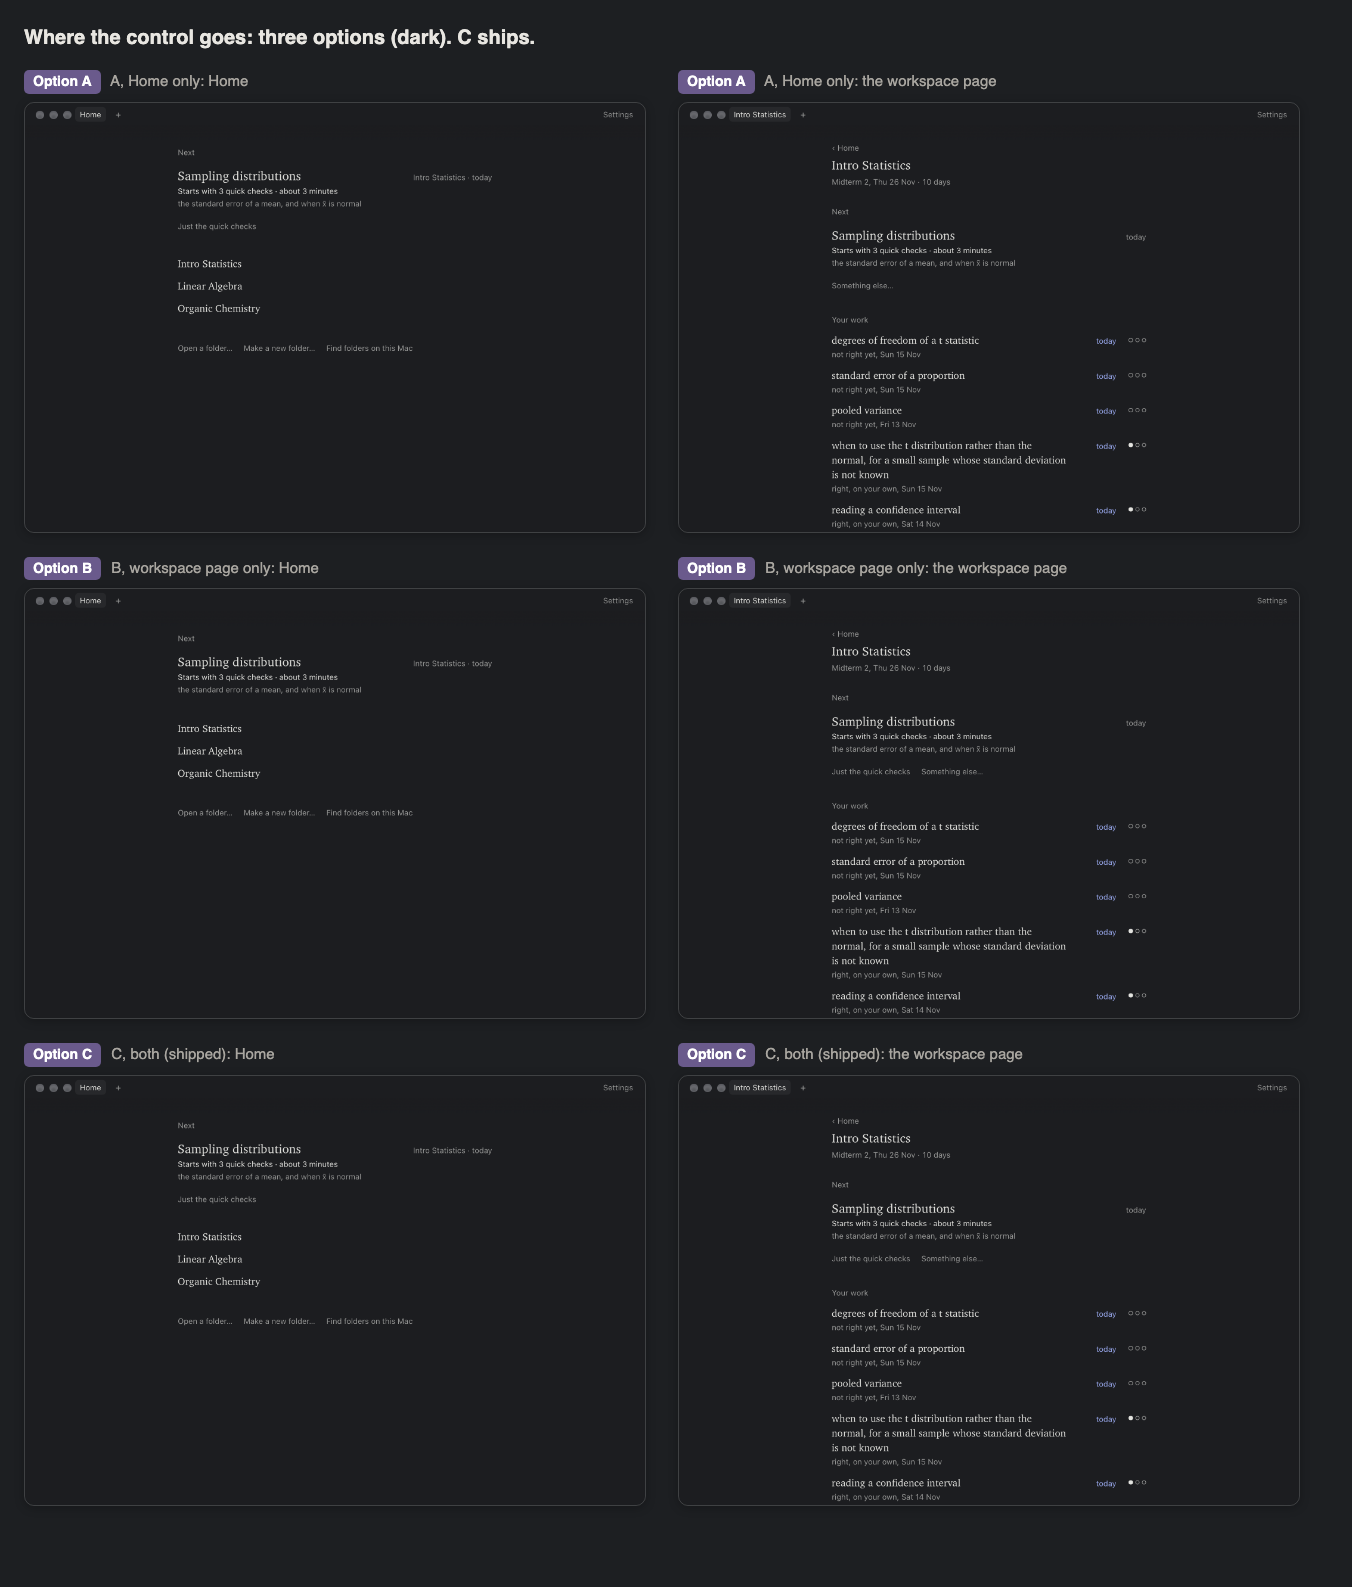 Where the control goes: three options (dark). C ships.
Option A A, Home only: Home
Home + Settings
Next
Sampling distributions Intro Statistics · today
Starts with 3 quick checks · about 3 minutes
the standard error of a mean, and when x̄ is normal
Just the quick checks
Intro Statistics
Linear Algebra
Organic Chemistry
Open a folder... Make a new folder... Find folders on this Mac
Option A A, Home only: the workspace page
Intro Statistics + Settings
‹ Home
Intro Statistics
Midterm 2, Thu 26 Nov · 10 days
Next
Sampling distributions today
Starts with 3 quick checks · about 3 minutes
the standard error of a mean, and when x̄ is normal
Something else...
Your work
degrees of freedom of a t statistic today
not right yet, Sun 15 Nov
standard error of a proportion today
not right yet, Sun 15 Nov
pooled variance today
not right yet, Fri 13 Nov
when to use the t distribution rather than the today
normal, for a small sample whose standard deviation
is not known
right, on your own, Sun 15 Nov
reading a confidence interval today
right, on your own, Sat 14 Nov
Option B B, workspace page only: Home
Home + Settings
Next
Sampling distributions Intro Statistics · today
Starts with 3 quick checks · about 3 minutes
the standard error of a mean, and when x̄ is normal
Intro Statistics
Linear Algebra
Organic Chemistry
Open a folder... Make a new folder... Find folders on this Mac
Option B B, workspace page only: the workspace page
Intro Statistics + Settings
‹ Home
Intro Statistics
Midterm 2, Thu 26 Nov · 10 days
Next
Sampling distributions today
Starts with 3 quick checks · about 3 minutes
the standard error of a mean, and when x̄ is normal
Just the quick checks Something else...
Your work
degrees of freedom of a t statistic today
not right yet, Sun 15 Nov
standard error of a proportion today
not right yet, Sun 15 Nov
pooled variance today
not right yet, Fri 13 Nov
when to use the t distribution rather than the today
normal, for a small sample whose standard deviation
is not known
right, on your own, Sun 15 Nov
reading a confidence interval today
right, on your own, Sat 14 Nov
Option C C, both (shipped): Home
Home + Settings
Next
Sampling distributions Intro Statistics · today
Starts with 3 quick checks · about 3 minutes
the standard error of a mean, and when x̄ is normal
Just the quick checks
Intro Statistics
Linear Algebra
Organic Chemistry
Open a folder... Make a new folder... Find folders on this Mac
Option C C, both (shipped): the workspace page
Intro Statistics + Settings
‹ Home
Intro Statistics
Midterm 2, Thu 26 Nov · 10 days
Next
Sampling distributions today
Starts with 3 quick checks · about 3 minutes
the standard error of a mean, and when x̄ is normal
Just the quick checks Something else...
Your work
degrees of freedom of a t statistic today
not right yet, Sun 15 Nov
standard error of a proportion today
not right yet, Sun 15 Nov
pooled variance today
not right yet, Fri 13 Nov
when to use the t distribution rather than the today
normal, for a small sample whose standard deviation
is not known
right, on your own, Sun 15 Nov
reading a confidence interval today
right, on your own, Sat 14 Nov